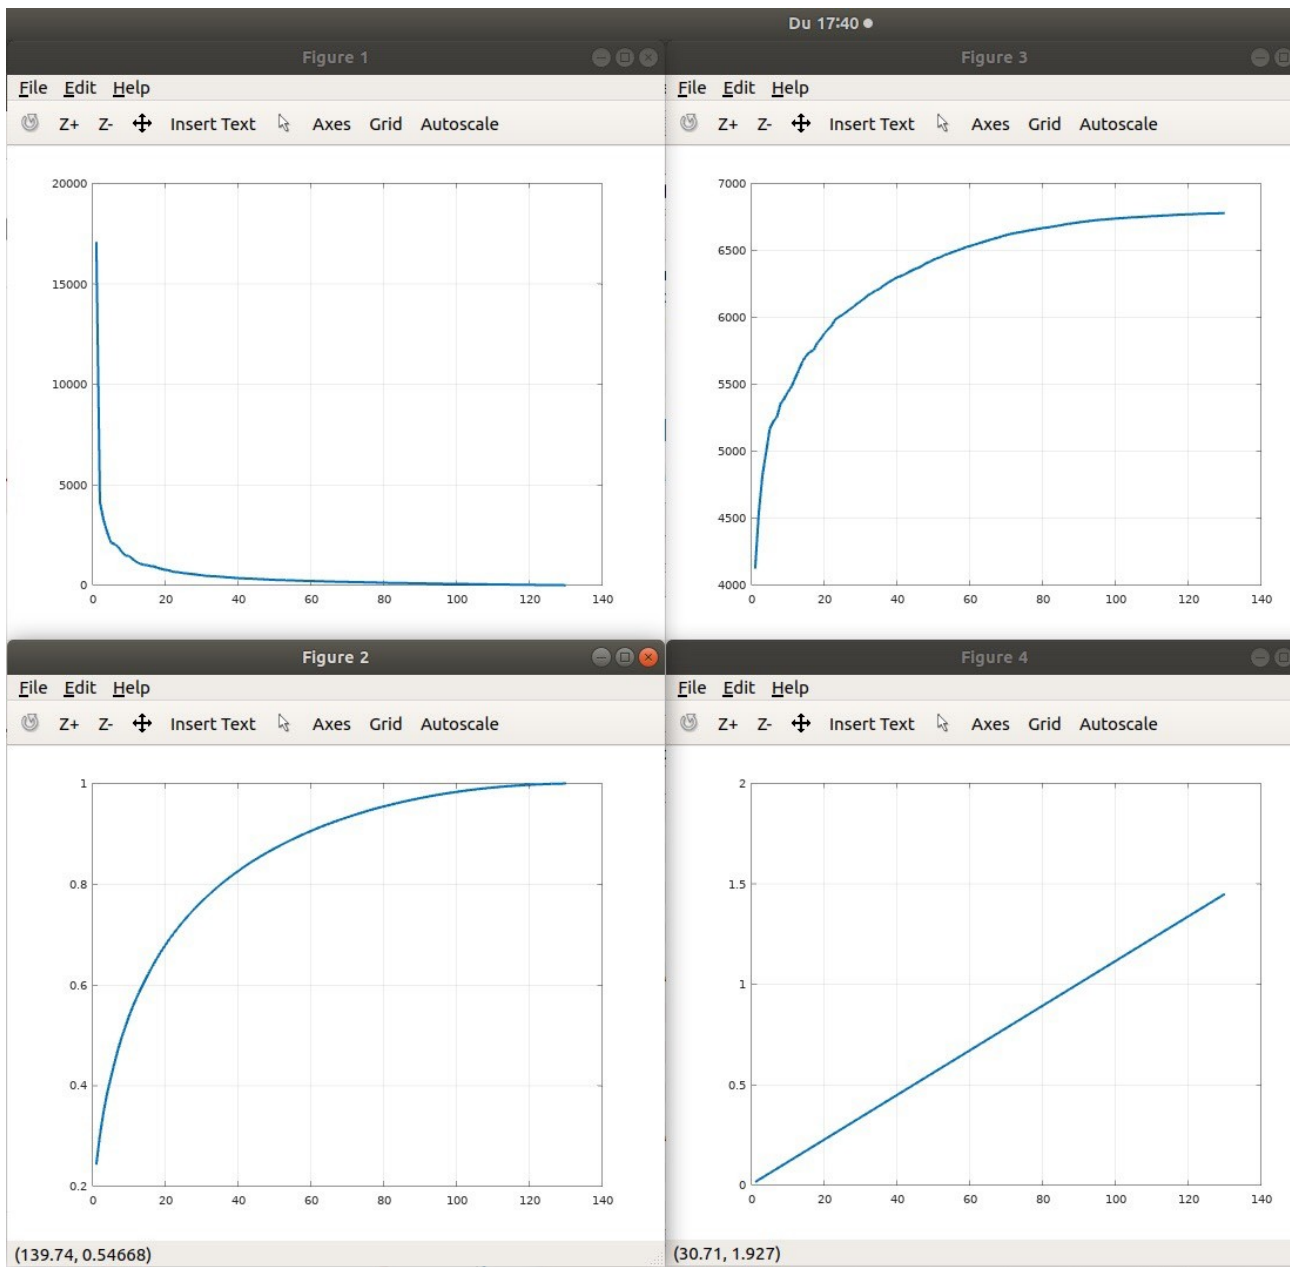 Du 17:40
Figure 1
File Edit Help
Z+ Z- Insert Text Axes Grid Autoscale
20000
15000
10000
5000
0
0 20 40 60 80 100 120 140
Figure 3
File Edit Help
Z+ Z- Insert Text Axes Grid Autoscale
7000
6500
6000
5500
5000
4500
4000
0 20 40 60 80 100 120 140
Figure 2
File Edit Help
Z+ Z- Insert Text Axes Grid Autoscale
1
0.8
0.6
0.4
0.2
0 20 40 60 80 100 120 140
(139.74, 0.54668)
Figure 4
File Edit Help
Z+ Z- Insert Text Axes Grid Autoscale
2
1.5
1
0.5
0
0 20 40 60 80 100 120 140
(30.71, 1.927)